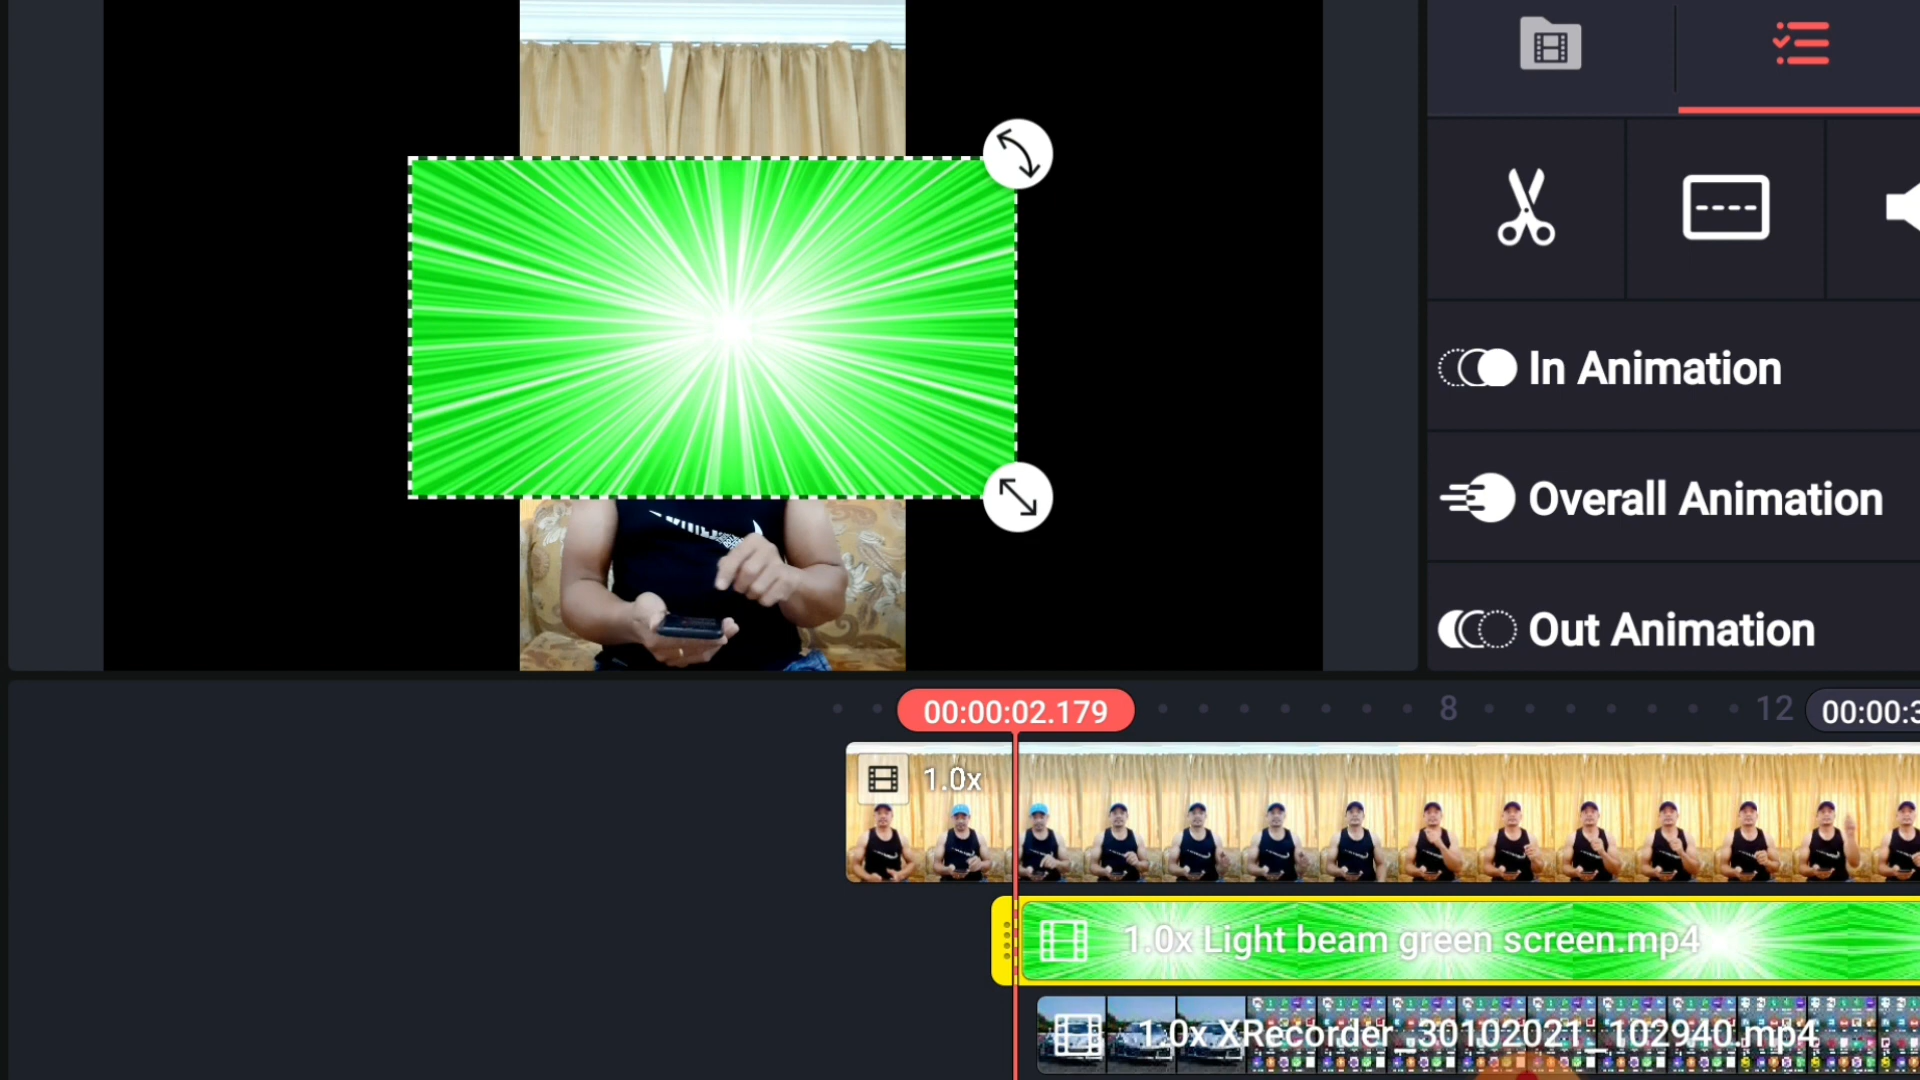 In Animation
Overall Animation
Out Animation
00:00:02.179
8
12
00:00:3
1.0x
1.0x Light beam green screen.mp4
1.0x XRecorder_30102021_102940.mp4